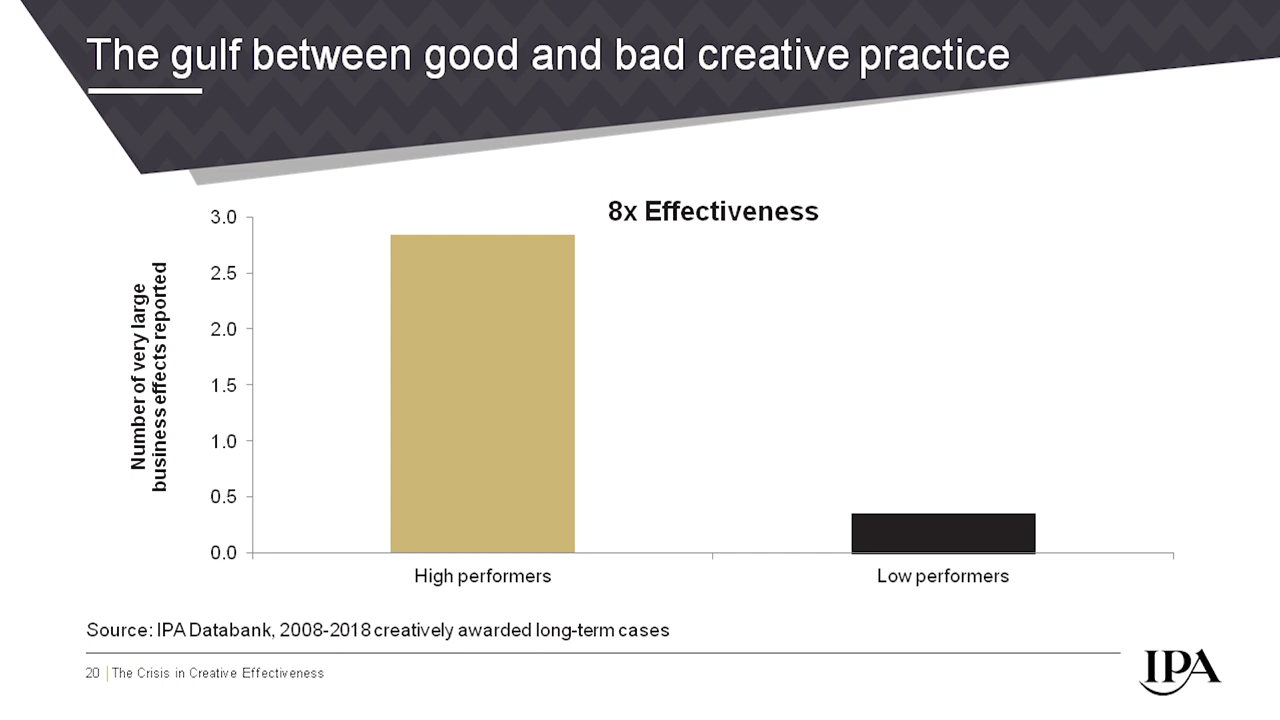 The gulf between good and bad creative practice
8x Effectiveness
Number of very large
business effects reported
3.0
2.5
2.0
1.5
1.0
0.5
0.0
High performers
Low performers
Source: IPA Databank, 2008-2018 creatively awarded long-term cases
20 | The Crisis in Creative Effectiveness
IPA